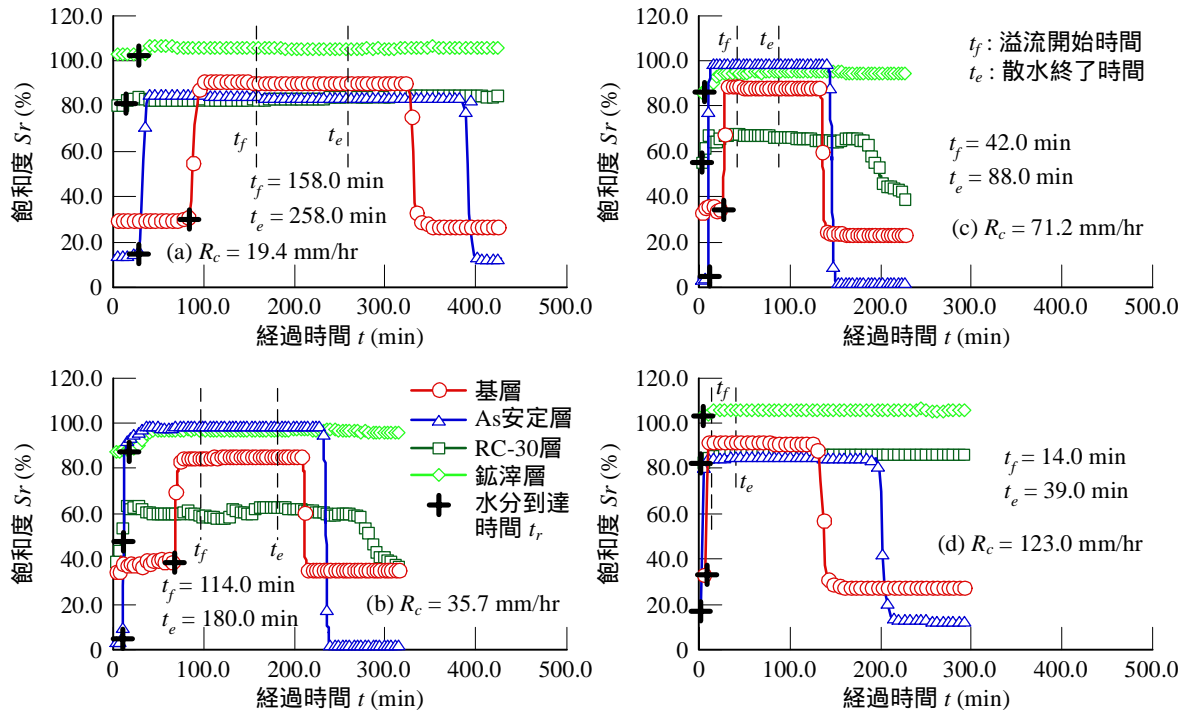 120.0
100.0
80.0
60.0
40.0
20.0
0
飽和度 Sr (%)
0
100.0
200.0
300.0
400.0
500.0
経過時間 t (min)
t_f
t_e
t_f = 158.0 min
t_e = 258.0 min
(a) R_c = 19.4 mm/hr
120.0
100.0
80.0
60.0
40.0
20.0
0
飽和度 Sr (%)
0
100.0
200.0
300.0
400.0
500.0
経過時間 t (min)
t_f
t_e
t_f : 溢流開始時間
t_e : 散水終了時間
t_f = 42.0 min
t_e = 88.0 min
(c) R_c = 71.2 mm/hr
120.0
100.0
80.0
60.0
40.0
20.0
0
飽和度 Sr (%)
0
100.0
200.0
300.0
400.0
500.0
経過時間 t (min)
t_f
t_e
t_f = 114.0 min
t_e = 180.0 min
(b) R_c = 35.7 mm/hr
基層
As安定層
RC-30層
鉱滓層
水分到達
時間 t_r
120.0
100.0
80.0
60.0
40.0
20.0
0
飽和度 Sr (%)
0
100.0
200.0
300.0
400.0
500.0
経過時間 t (min)
t_f
t_e
t_f = 14.0 min
t_e = 39.0 min
(d) R_c = 123.0 mm/hr